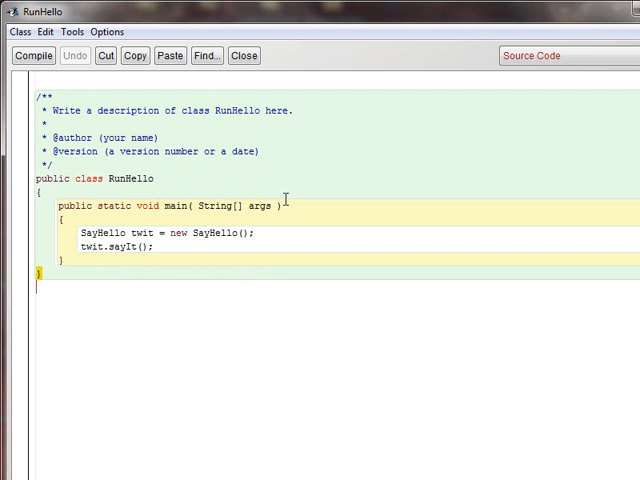 RunHello
Class Edit Tools Options
Compile Undo Cut Copy Paste Find... Close Source Code
/**
* Write a description of class RunHello here.
*
* @author (your name)
* @version (a version number or a date)
*/
public class RunHello
{
public static void main( String[] args )
{
SayHello twit = new SayHello();
twit.sayIt();
}
}